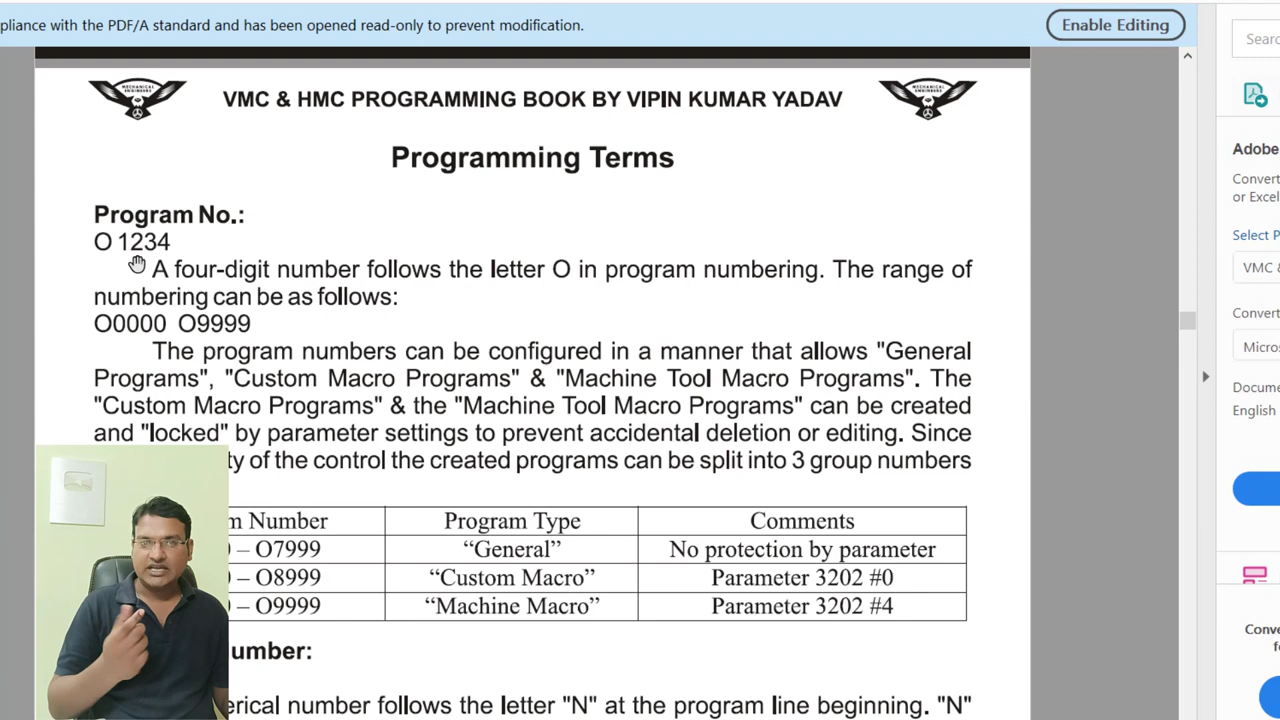 pliance with the PDF/A standard and has been opened read-only to prevent modification.
Enable Editing
Searc
MECHANICAL ENGINEERS
VMC & HMC PROGRAMMING BOOK BY VIPIN KUMAR YADAV
MECHANICAL ENGINEERS
Programming Terms
Program No.:
O 1234
A four-digit number follows the letter O in program numbering. The range of
numbering can be as follows:
O0000 O9999
The program numbers can be configured in a manner that allows "General
Programs", "Custom Macro Programs" & "Machine Tool Macro Programs". The
"Custom Macro Programs" & the "Machine Tool Macro Programs" can be created
and "locked" by parameter settings to prevent accidental deletion or editing. Since
ty of the control the created programs can be split into 3 group numbers
m Number Program Type Comments
– O7999 “General” No protection by parameter
– O8999 “Custom Macro” Parameter 3202 #0
– O9999 “Machine Macro” Parameter 3202 #4
umber:
erical number follows the letter "N" at the program line beginning. "N"
Adobe
Convert
or Excel
Select P
VMC &
Convert
Micros
Docume
English
Conve
fo